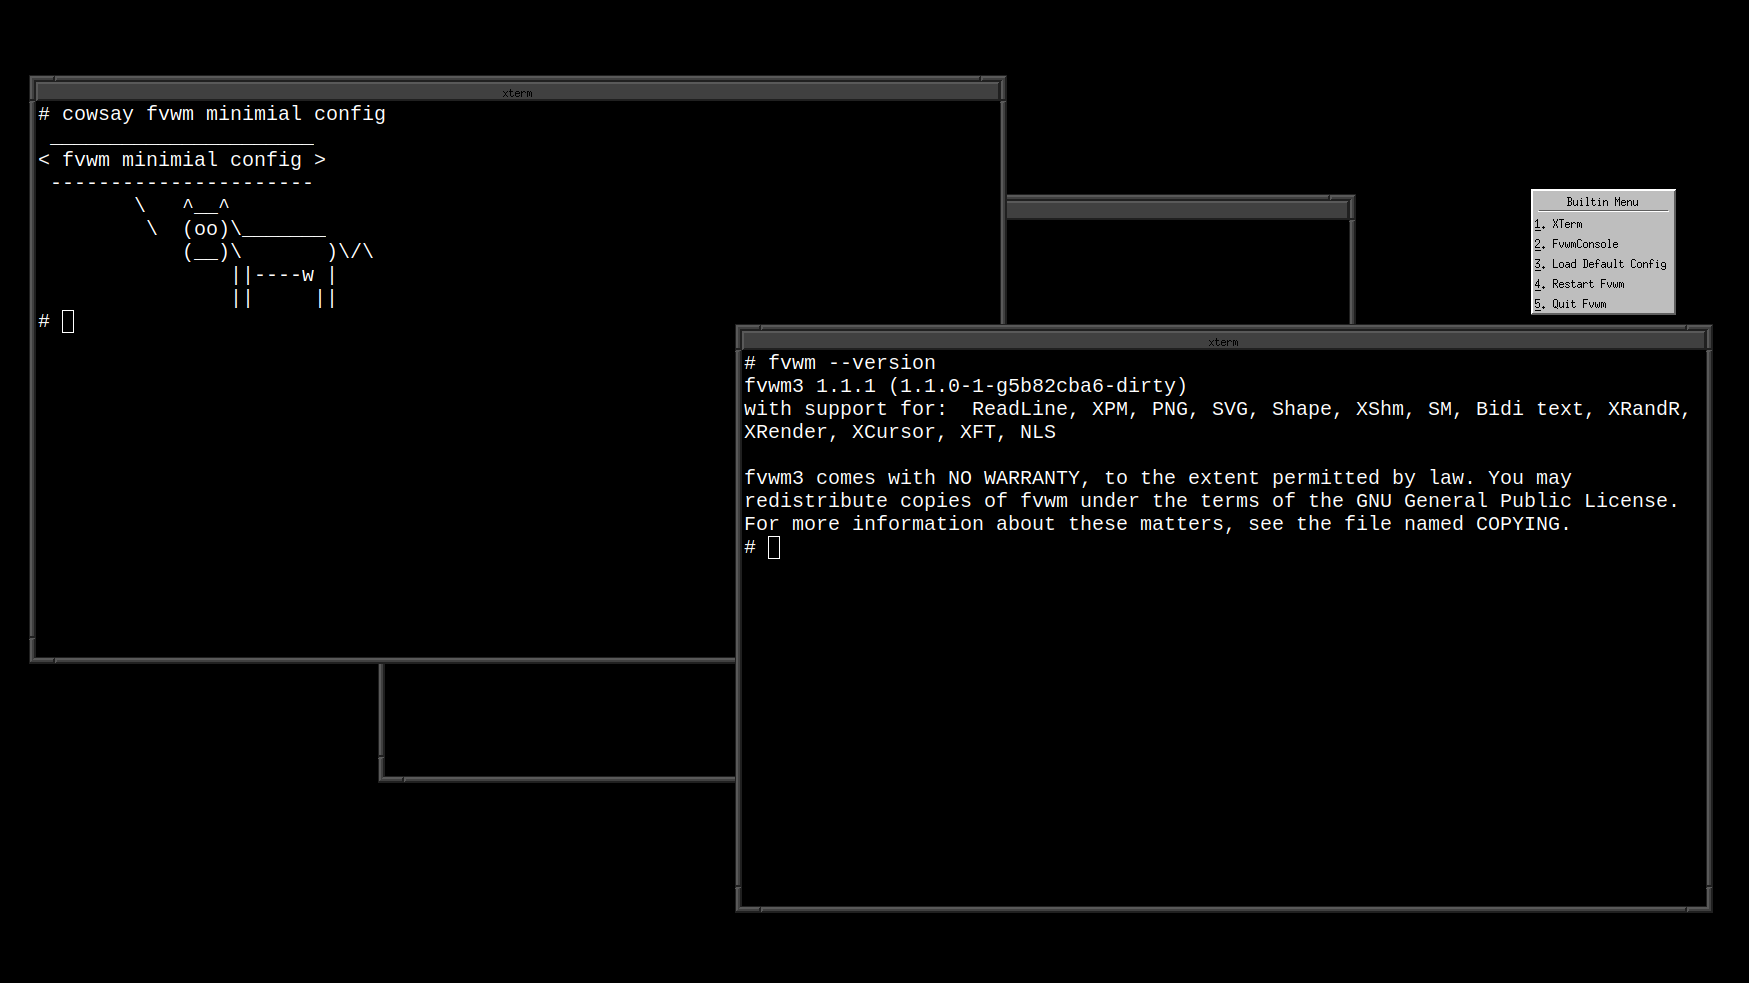 xterm
# cowsay fvwm minimial config
 ______________________
< fvwm minimial config >
 ----------------------
        \   ^__^
         \  (oo)\_______
            (__)\       )\/\
                ||----w |
                ||     ||
#
Builtin Menu
1. XTerm
2. FvwmConsole
3. Load Default Config
4. Restart Fvwm
5. Quit Fvwm
xterm
# fvwm --version
fvwm3 1.1.1 (1.1.0-1-g5b82cba6-dirty)
with support for:  ReadLine, XPM, PNG, SVG, Shape, XShm, SM, Bidi text, XRandR,
XRender, XCursor, XFT, NLS

fvwm3 comes with NO WARRANTY, to the extent permitted by law. You may
redistribute copies of fvwm under the terms of the GNU General Public License.
For more information about these matters, see the file named COPYING.
#